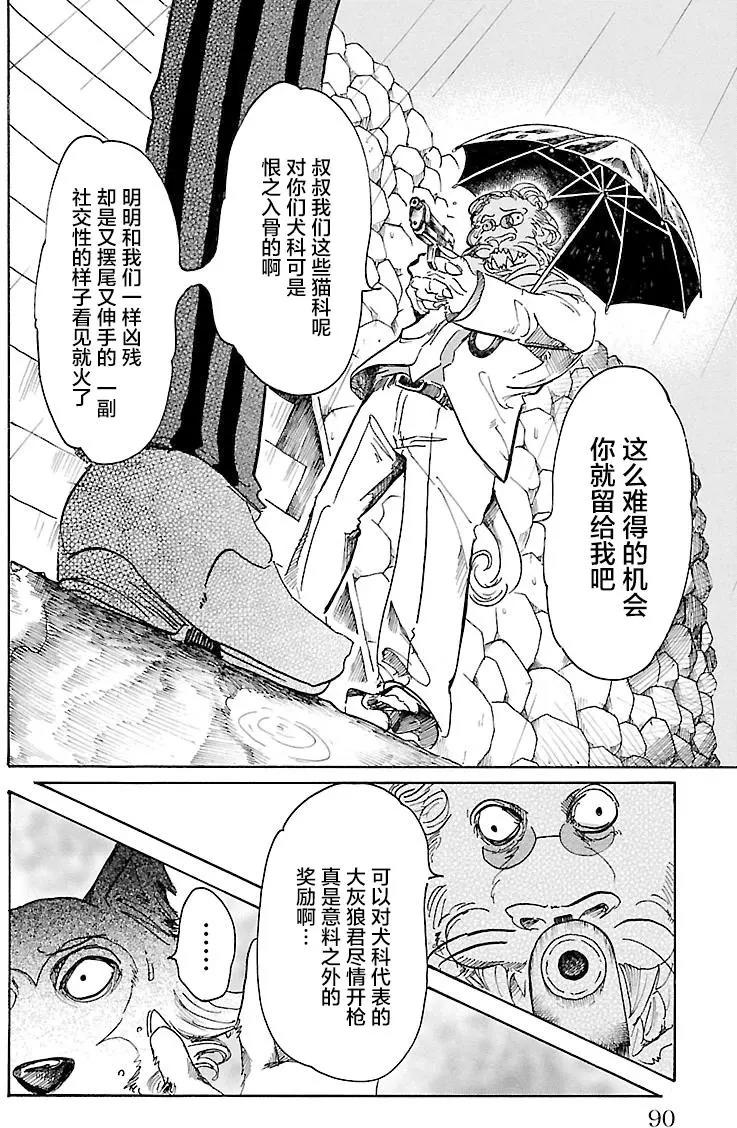 这么难得的机会
你就留给我吧
叔叔我们这些猫科呢
对你们犬科可是
恨之入骨的啊
明明和我们一样凶残
却是又摆尾又伸手的 一副
社交性的样子看见就火了
可以对犬科代表的
大灰狼君尽情开枪
真是意料之外的
奖励啊…
……
90